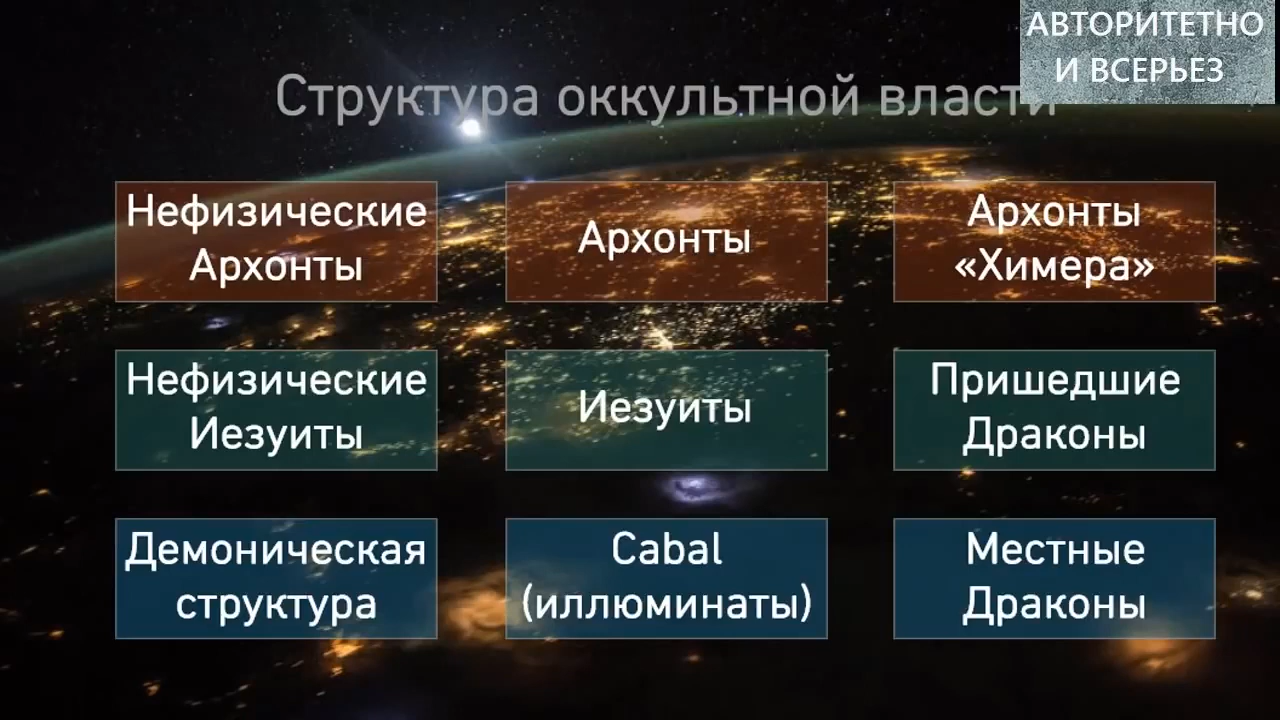 АВТОРИТЕТНО
И ВСЕРЬЕЗ
Структура оккультной власти
Нефизические
Архонты
Архонты
Архонты
«Химера»
Нефизические
Иезуиты
Иезуиты
Пришедшие
Драконы
Демоническая
структура
Cabal
(иллюминаты)
Местные
Драконы